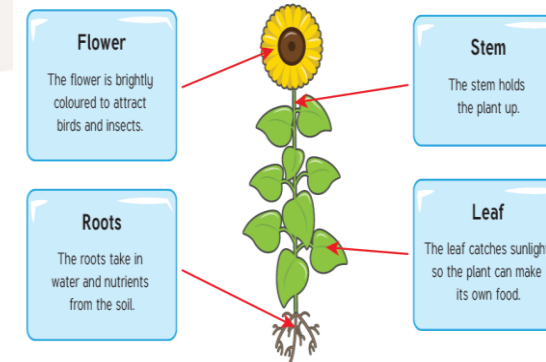 Flower
The flower is brightly
coloured to attract
birds and insects.
Stem
The stem holds
the plant up.
Roots
The roots take in
water and nutrients
from the soil.
Leaf
The leaf catches sunlight
so the plant can make
its own food.